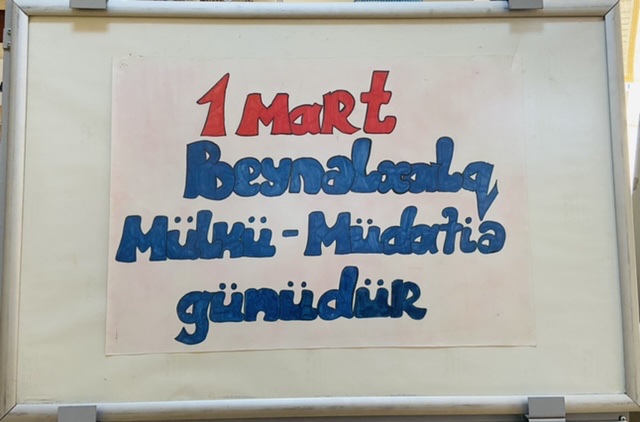 1 Mart
Beynəlxalq
Mülkü - Müdafiə
günüdür